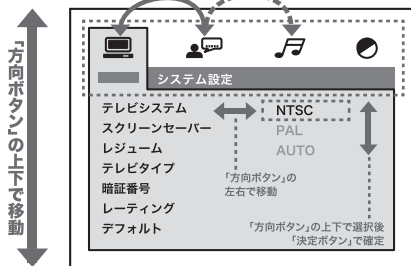 「方向ボタン」の上下で移動
システム設定
テレビシステム
NTSC
スクリーンセーバー
PAL
レジューム
AUTO
テレビタイプ
「方向ボタン」の
左右で移動
暗証番号
レーティング
デフォルト
「方向ボタン」の上下で選択後
「決定ボタン」で確定